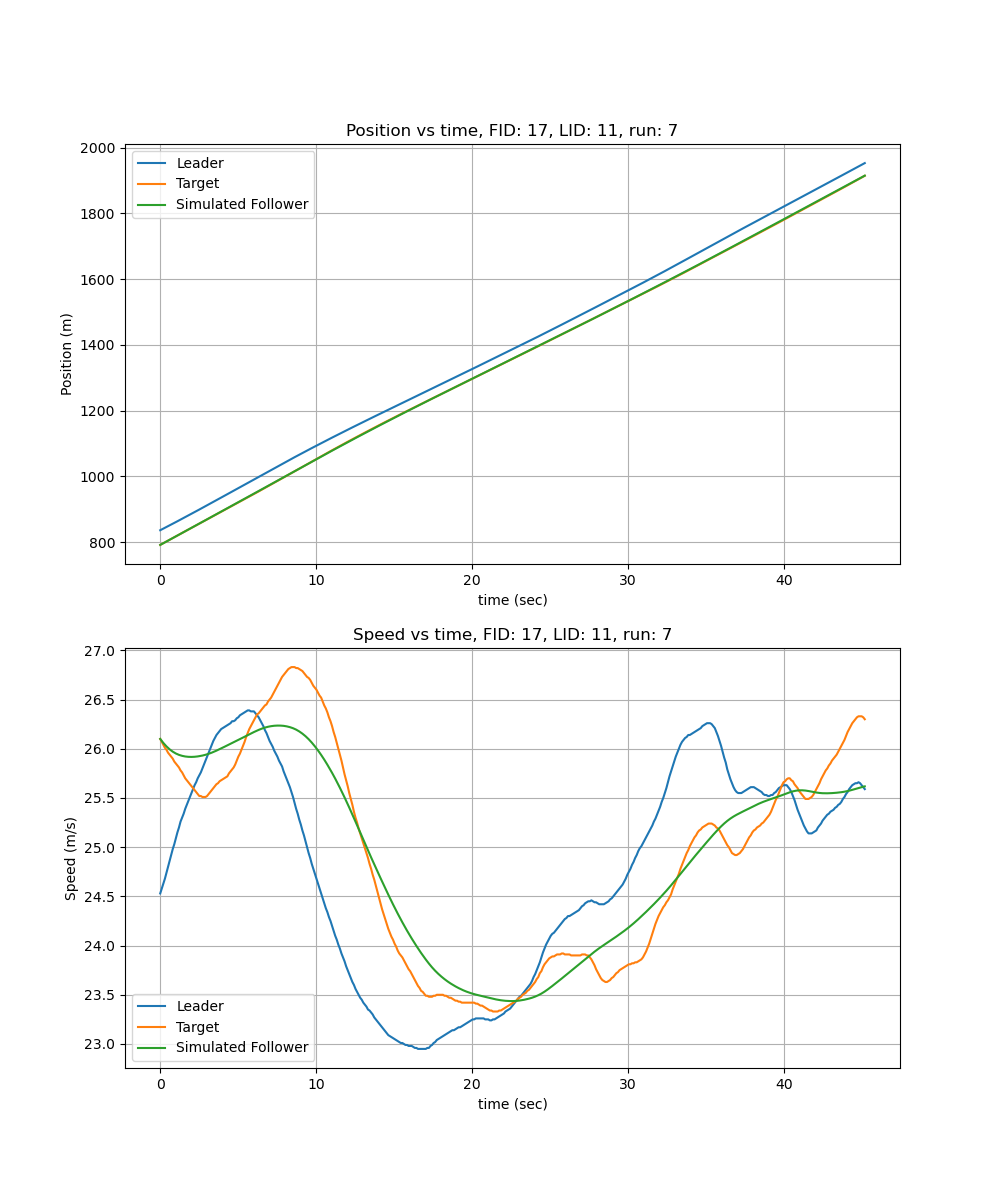 Position vs time, FID: 17, LID: 11, run: 7
Leader
Target
Simulated Follower
Position (m)
2000
1800
1600
1400
1200
1000
800
0 10 20 30 40
time (sec)
Speed vs time, FID: 17, LID: 11, run: 7
Speed (m/s)
27.0
26.5
26.0
25.5
25.0
24.5
24.0
23.5
23.0
Leader
Target
Simulated Follower
0 10 20 30 40
time (sec)